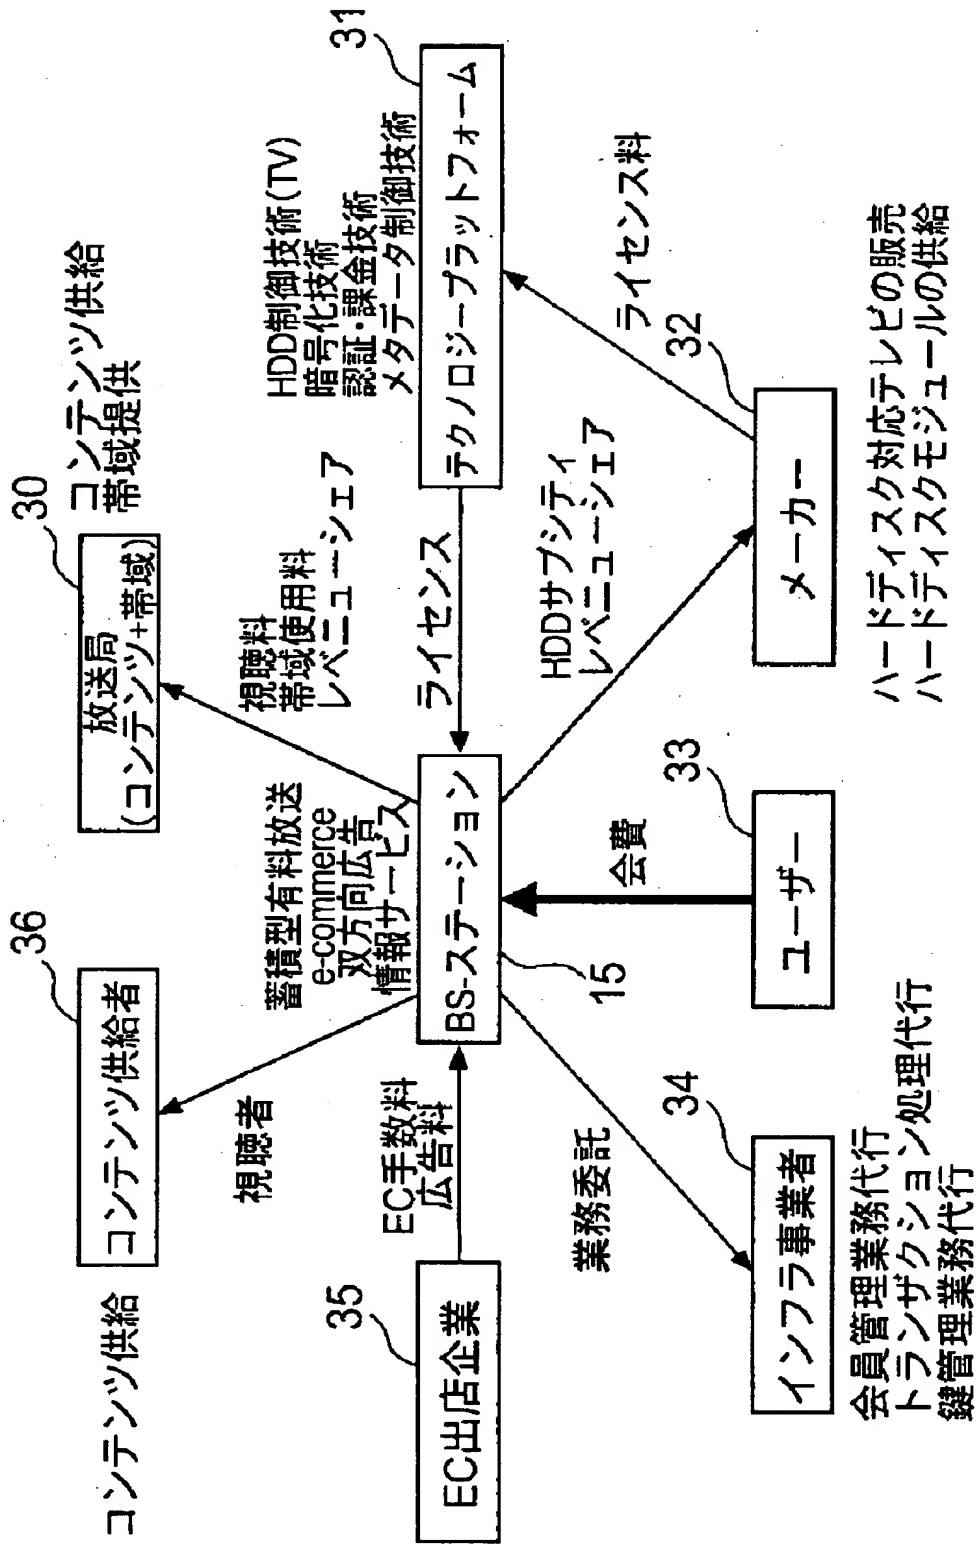 コンテンツ供給
36
コンテンツ供給者
30
放送局
(コンテンツ+帯域)
コンテンツ供給
帯域提供
視聴者
蓄積型有料放送
e-commerce
双方向広告
情報サービス
視聴料
帯域使用料
レベニューシェア
HDD制御技術(TV)
暗号化技術
認証・課金技術
メタデータ制御技術
31
35
EC出店企業
EC手数料
広告料
BS-ステーション
15
ライセンス
テクノロジープラットフォーム
業務委託
会費
HDDサブシティ
レベニューシェア
ライセンス料
34
インフラ事業者
会員管理業務代行
トランザクション処理代行
鍵管理業務代行
33
ユーザー
32
メーカー
ハードディスク対応テレビの販売
ハードディスクモジュールの供給